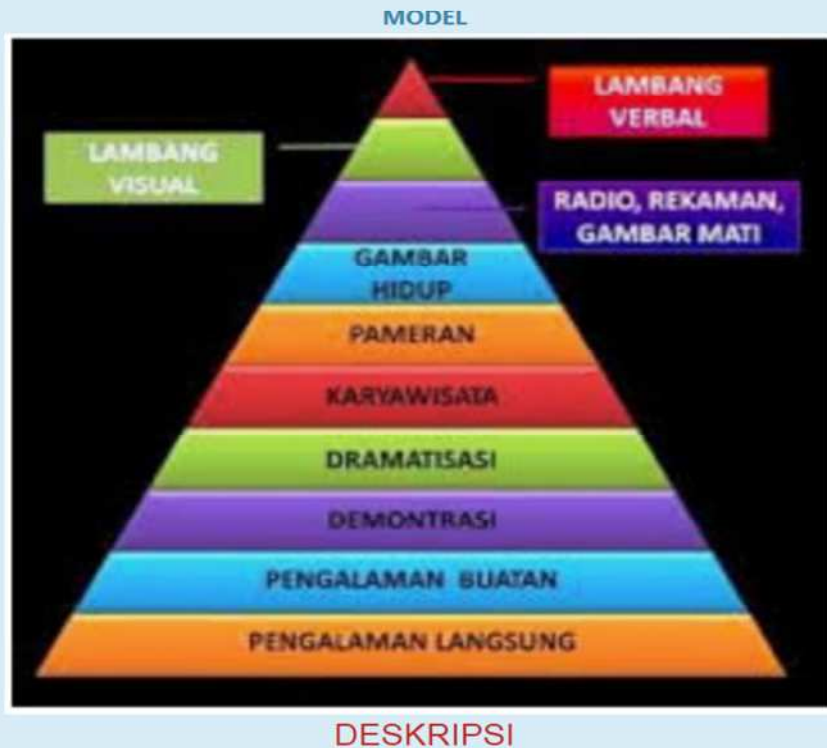 MODEL
LAMBANG
VERBAL
LAMBANG
VISUAL
RADIO, REKAMAN,
GAMBAR MATI
GAMBAR
HIDUP
PAMERAN
KARYAWISATA
DRAMATISASI
DEMONTRASI
PENGALAMAN BUATAN
PENGALAMAN LANGSUNG
DESKRIPSI